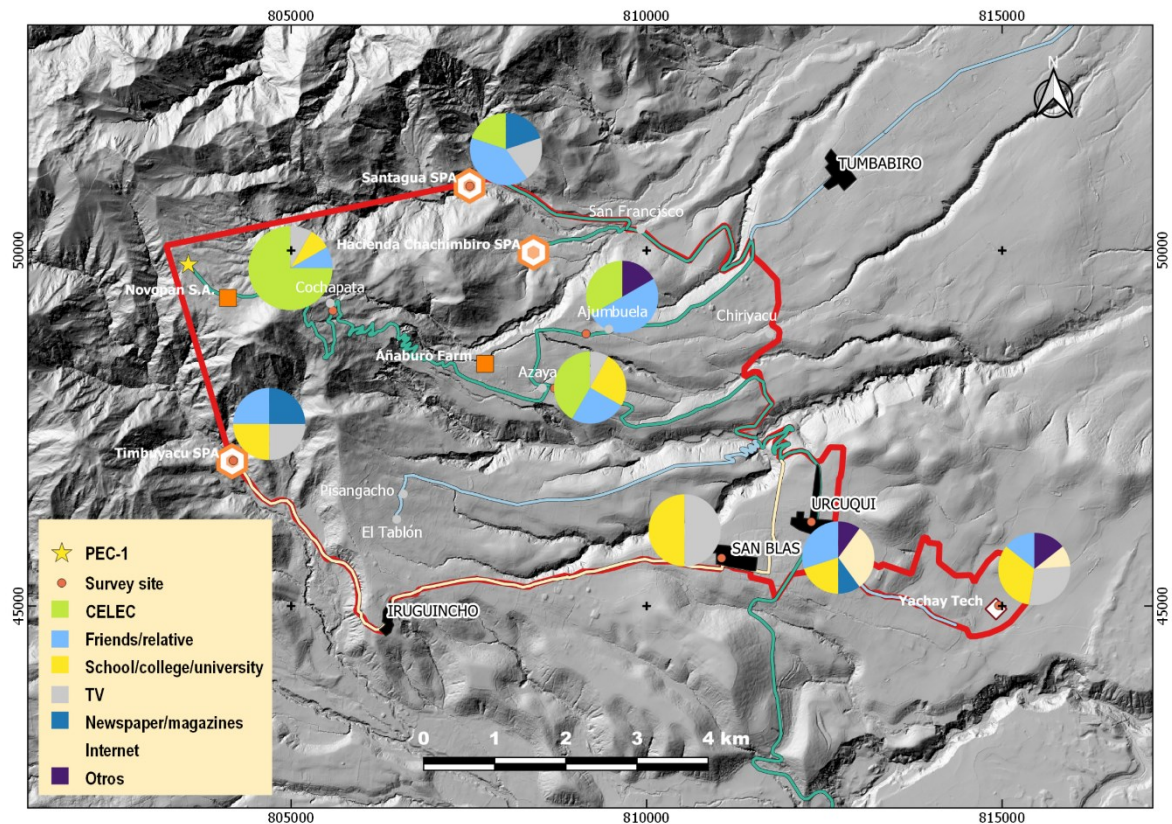 805000
810000
815000
N
TUMBABIRO
Santagua SPA
San Francisco
50000
Hacienda Chachimbiro SPA
50000
Novopan S.A.
Cochapata
Ajumbuela
Chiriyacu
Añaburo Farm
Azaya
Timbuyacu SPA
Pisangacho
El Tablón
URCUQUI
SAN BLAS
Yachay Tech
IRUGUINCHO
45000
45000
PEC-1
Survey site
CELEC
Friends/relative
School/college/university
TV
Newspaper/magazines
Internet
Otros
0 1 2 3 4 km
805000
810000
815000